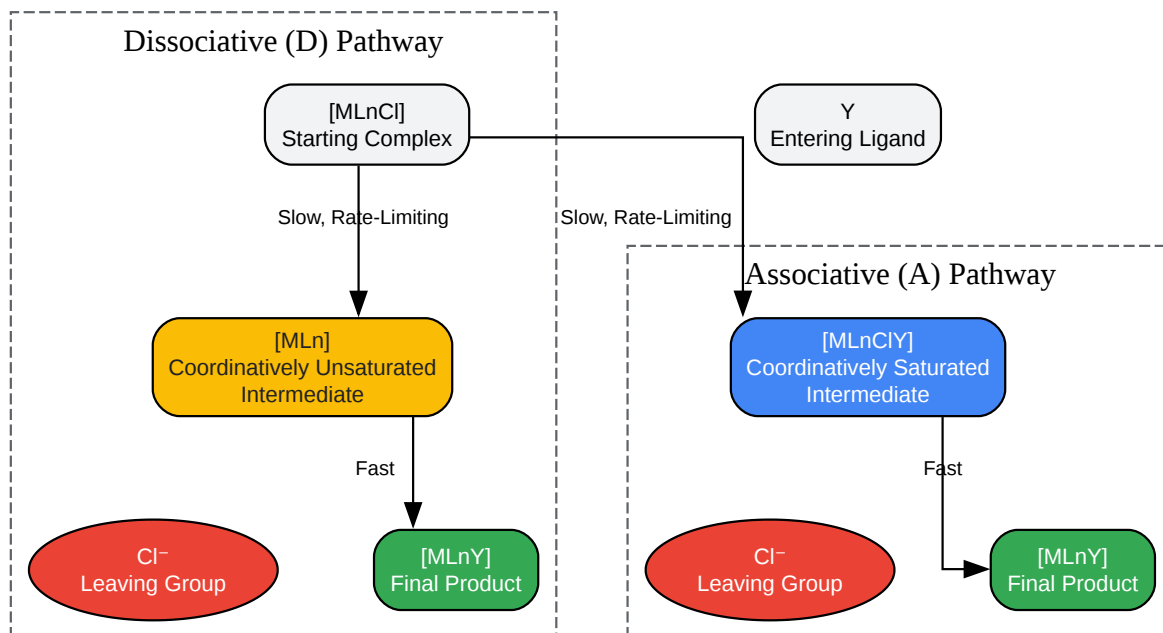 Dissociative (D) Pathway
[MLnCl]
Starting Complex
Y
Entering Ligand
Slow, Rate-Limiting
Slow, Rate-Limiting
Associative (A) Pathway
[MLn]
Coordinatively Unsaturated
Intermediate
[MLnClY]
Coordinatively Saturated
Intermediate
Fast
Fast
Cl⁻
Leaving Group
[MLnY]
Final Product
Cl⁻
Leaving Group
[MLnY]
Final Product